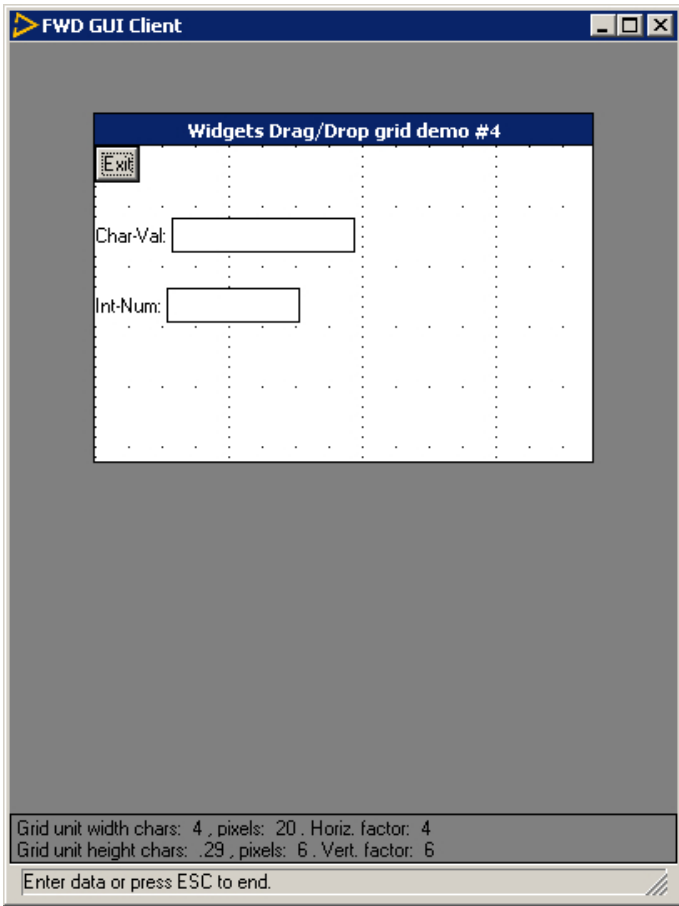 FWD GUI Client
Widgets Drag/Drop grid demo #4
Exit
Char-Val:
Int-Num:
Grid unit width chars: 4 , pixels: 20 . Horiz. factor: 4
Grid unit height chars: .29 , pixels: 6 . Vert. factor: 6
Enter data or press ESC to end.